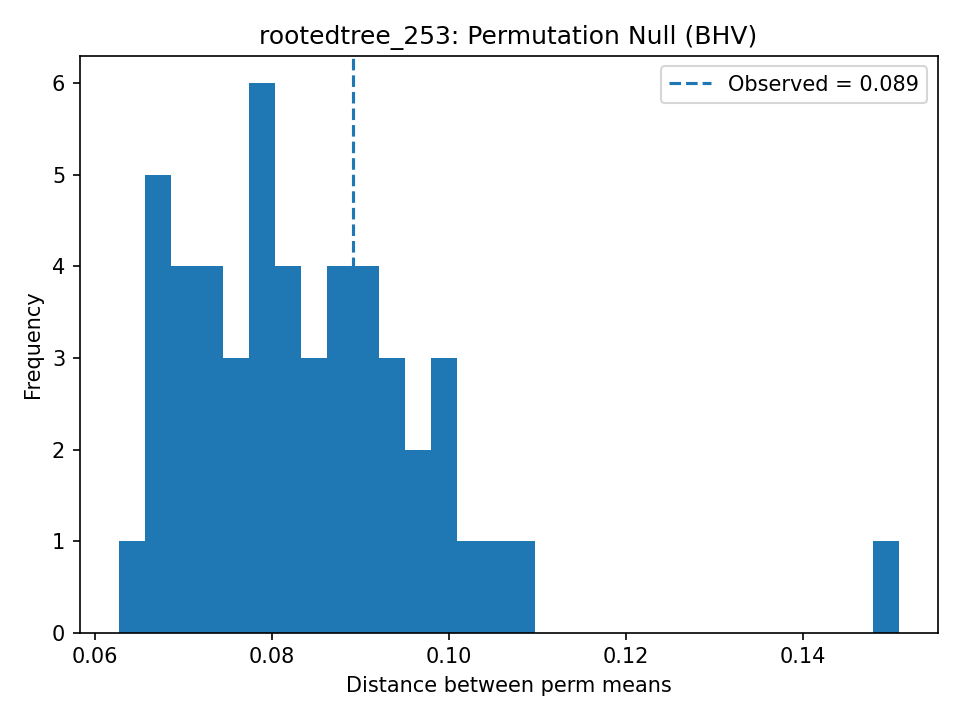 rootedtree_253: Permutation Null (BHV)
Observed = 0.089
Frequency
6
5
4
3
2
1
0
0.06 0.08 0.10 0.12 0.14
Distance between perm means